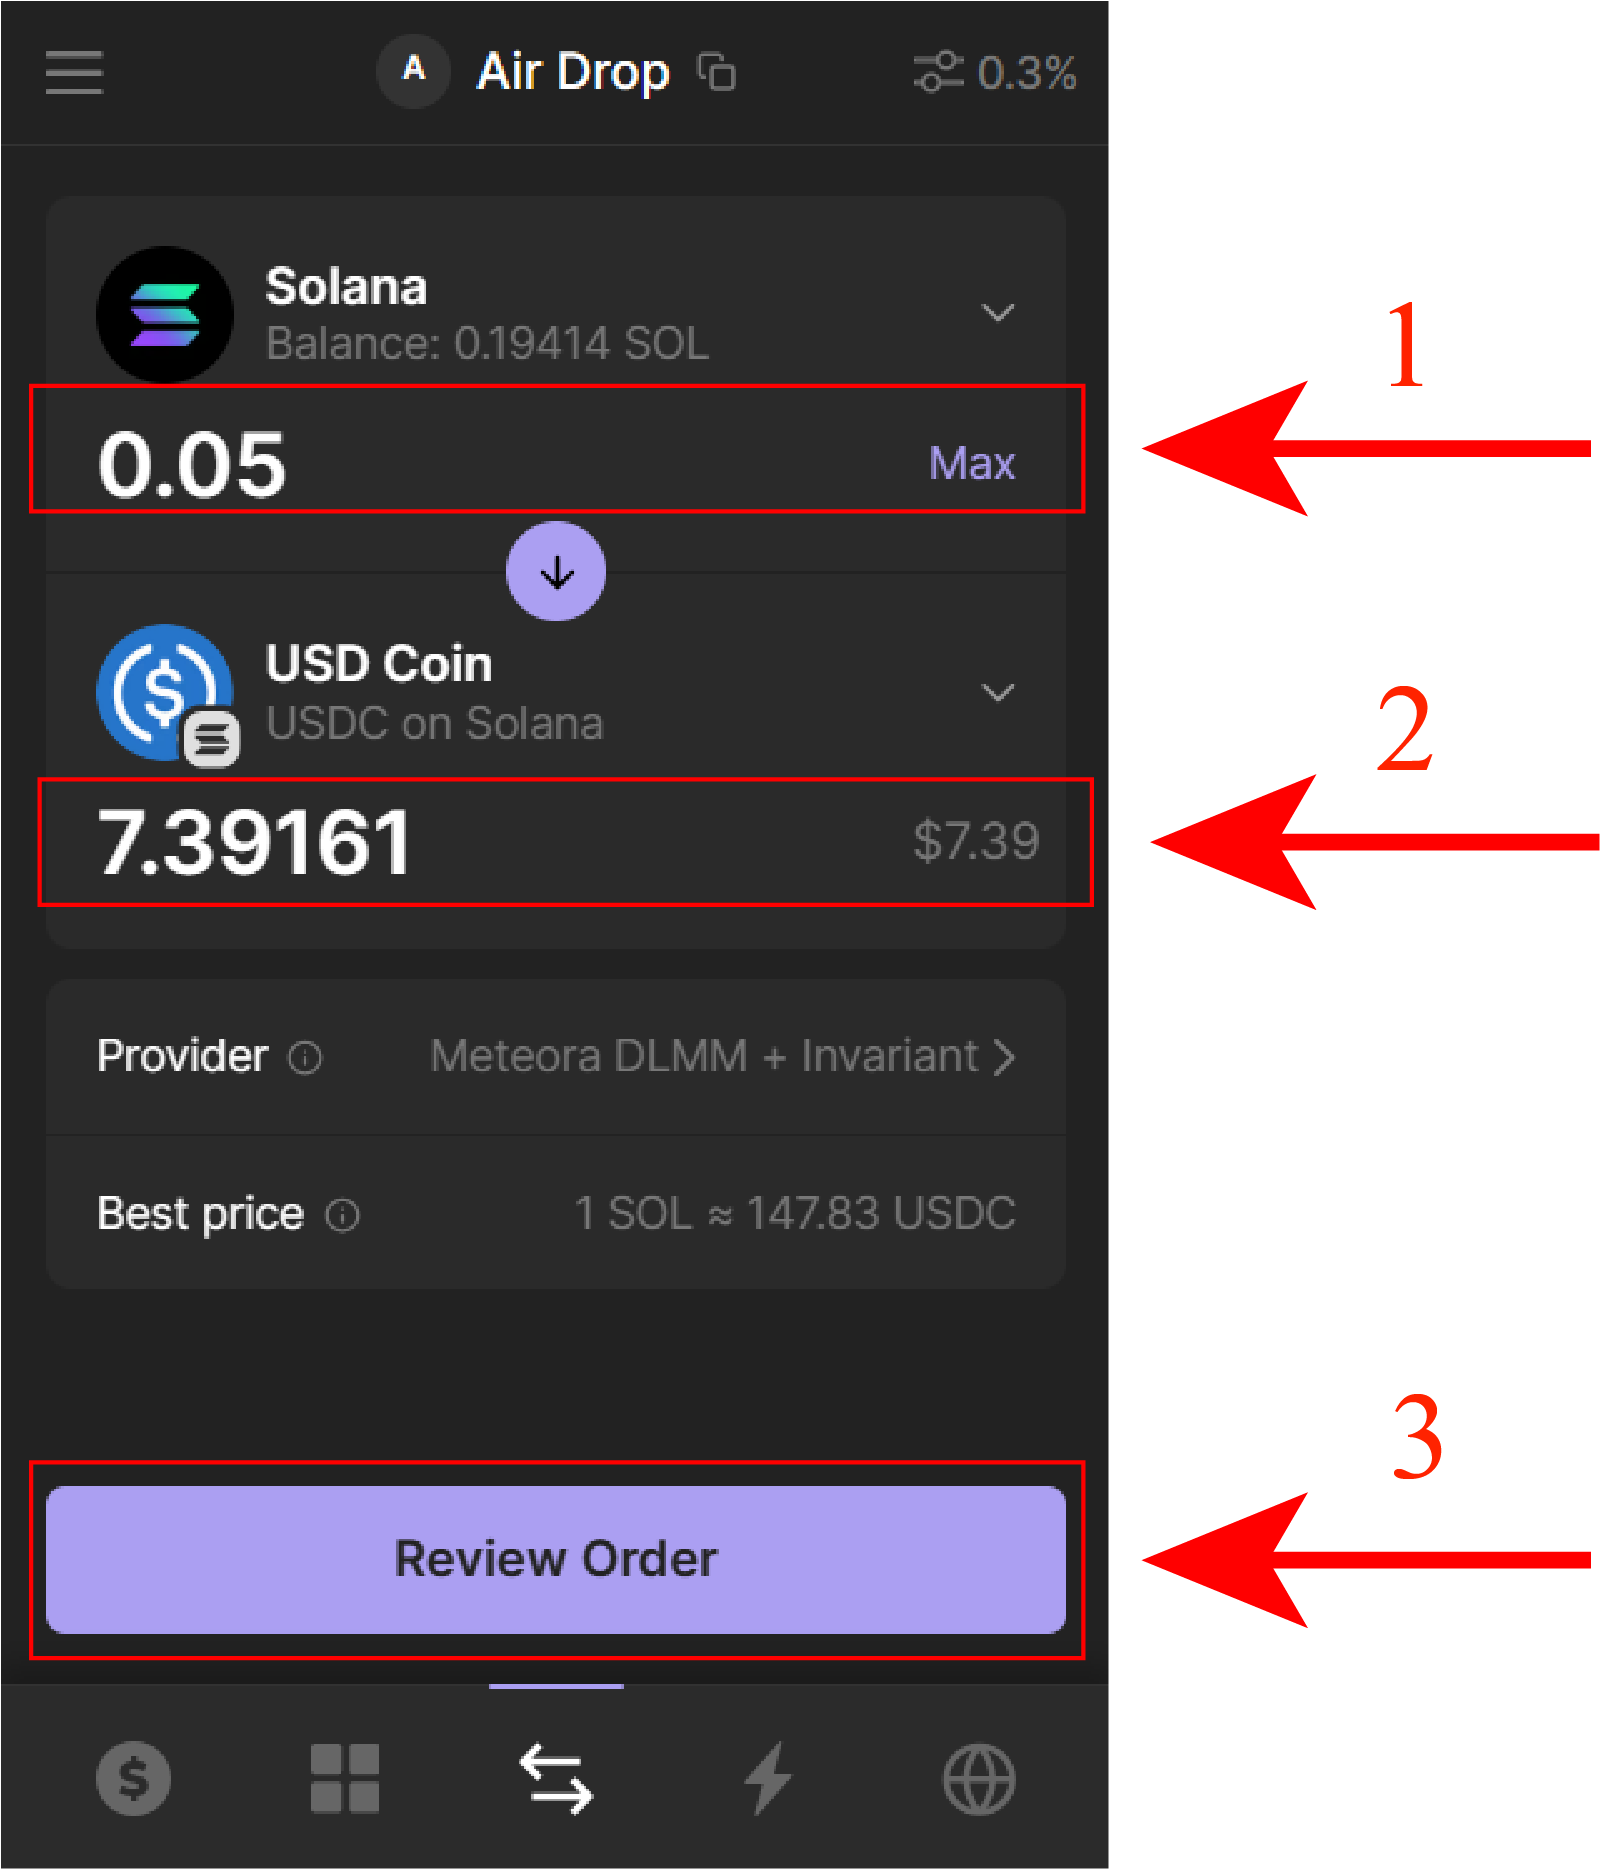 A Air Drop 0.3%
Solana
Balance: 0.19414 SOL
1
0.05 Max
USD Coin
USDC on Solana
2
7.39161 $7.39
Provider Meteora DLMM + Invariant
Best price 1 SOL ≈ 147.83 USDC
3
Review Order